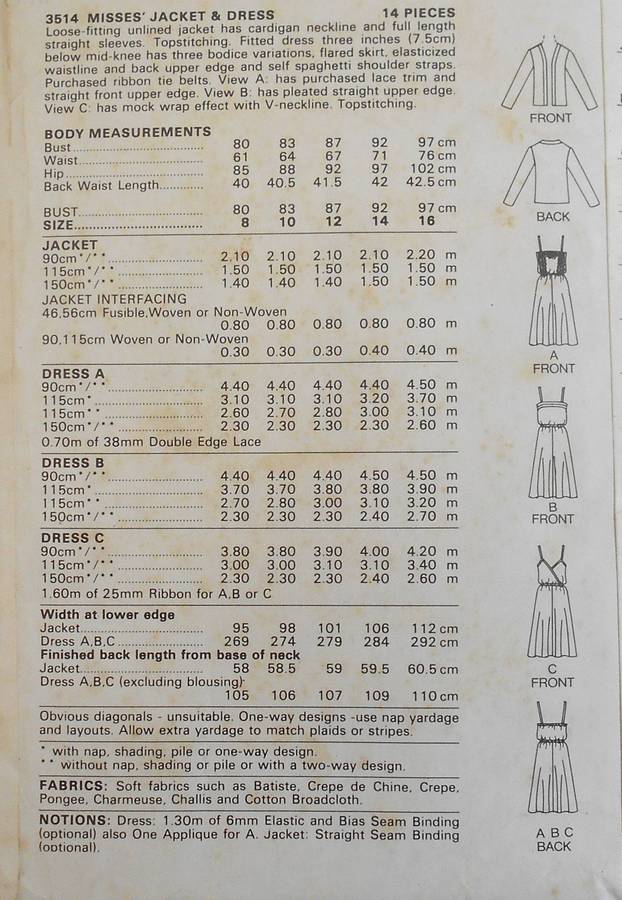 3514 MISSES' JACKET & DRESS 14 PIECES
Loose-fitting unlined jacket has cardigan neckline and full length
straight sleeves. Topstitching. Fitted dress three inches (7.5cm)
below mid-knee has three bodice variations, flared skirt, elasticized
waistline and back upper edge and self spaghetti shoulder straps.
Purchased ribbon tie belts. View A: has purchased lace trim and
straight front upper edge. View B: has pleated straight upper edge.
View C: has mock wrap effect with V-neckline. Topstitching.
BODY MEASUREMENTS
Bust 80 83 87 92 97 cm
Waist 61 64 67 71 76 cm
Hip 85 88 92 97 102 cm
Back Waist Length 40 40.5 41.5 42 42.5 cm
BUST 80 83 87 92 97 cm
SIZE 8 10 12 14 16
JACKET
90cm*/** 2.10 2.10 2.10 2.10 2.20 m
115cm*/** 1.50 1.50 1.50 1.50 1.50 m
150cm*/** 1.40 1.40 1.40 1.50 1.50 m
JACKET INTERFACING
46,56cm Fusible,Woven or Non-Woven
0.80 0.80 0.80 0.80 0.80 m
90,115cm Woven or Non-Woven
0.30 0.30 0.30 0.40 0.40 m
DRESS A
90cm*/** 4.40 4.40 4.40 4.40 4.50 m
115cm* 3.10 3.10 3.10 3.20 3.70 m
115cm** 2.60 2.70 2.80 3.00 3.10 m
150cm*/** 2.30 2.30 2.30 2.30 2.60 m
0.70m of 38mm Double Edge Lace
DRESS B
90cm*/** 4.40 4.40 4.40 4.50 4.50 m
115cm* 3.70 3.70 3.80 3.80 3.90 m
115cm** 2.70 2.80 3.00 3.10 3.20 m
150cm*/** 2.30 2.30 2.30 2.40 2.70 m
DRESS C
90cm*/** 3.80 3.80 3.90 4.00 4.20 m
115cm*/** 3.00 3.00 3.10 3.10 3.40 m
150cm*/** 2.30 2.30 2.30 2.40 2.60 m
1.60m of 25mm Ribbon for A,B or C
Width at lower edge
Jacket 95 98 101 106 112 cm
Dress A,B,C 269 274 279 284 292 cm
Finished back length from base of neck
Jacket 58 58.5 59 59.5 60.5 cm
Dress A,B,C (excluding blousing)
105 106 107 109 110 cm
Obvious diagonals - unsuitable. One-way designs -use nap yardage
and layouts. Allow extra yardage to match plaids or stripes.
* with nap, shading, pile or one-way design.
** without nap, shading or pile or with a two-way design.
FABRICS: Soft fabrics such as Batiste, Crepe de Chine, Crepe,
Pongee, Charmeuse, Challis and Cotton Broadcloth.
NOTIONS: Dress: 1.30m of 6mm Elastic and Bias Seam Binding
(optional) also One Applique for A. Jacket: Straight Seam Binding
(optional).
FRONT
BACK
A
FRONT
B
FRONT
C
FRONT
A B C
BACK